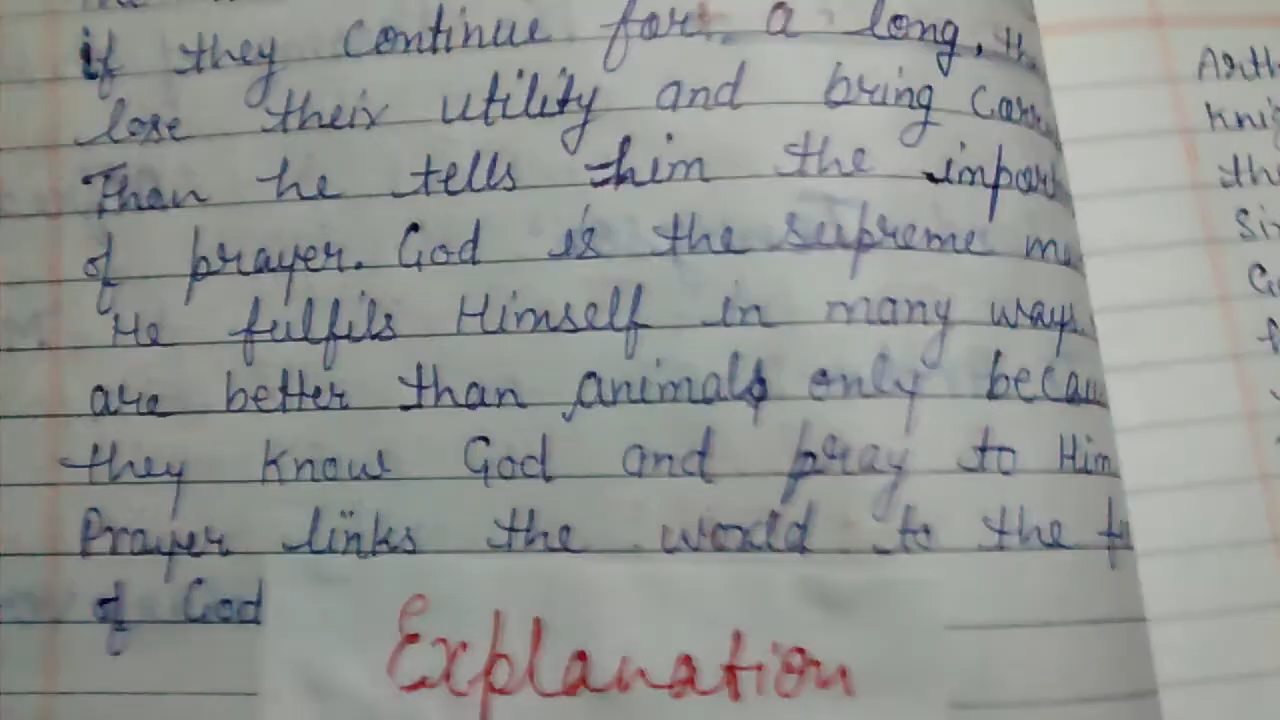 if they continue for a long,
lose their utility and bring
Than he tells him the
of prayer. God is the supreme
He fulfils Himself in many ways
are better than animals only
they know God and pray to Him
Prayer links the world to the
of God
Explanation